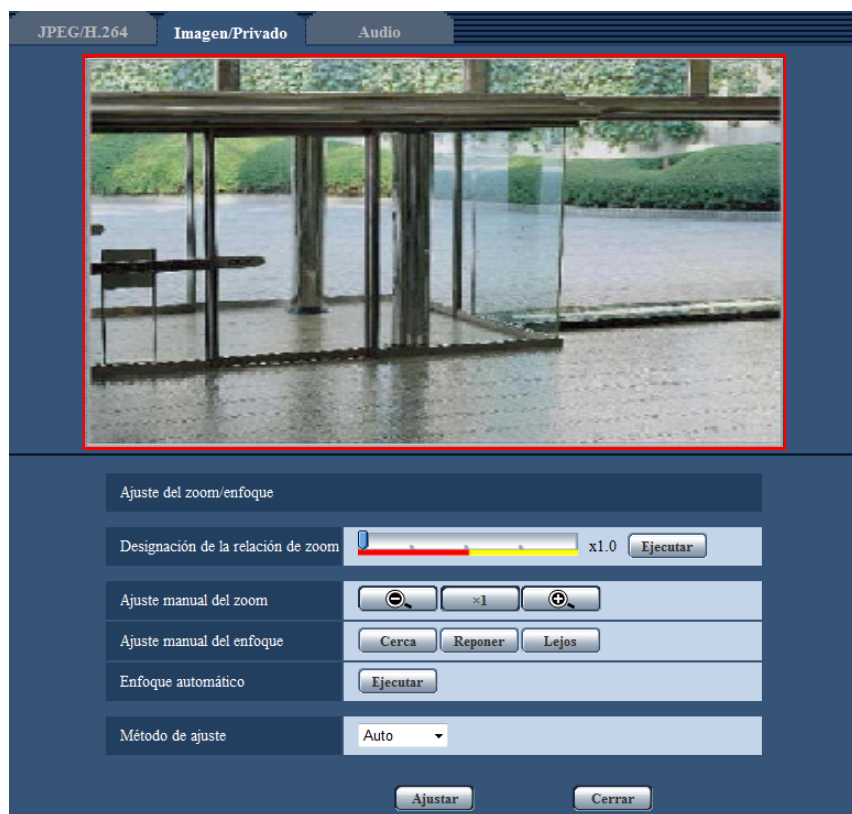 JPEG/H.264 Imagen/Privado Audio
Ajuste del zoom/enfoque
Designación de la relación de zoom x1.0 Ejecutar
Ajuste manual del zoom ×1
Ajuste manual del enfoque Cerca Reponer Lejos
Enfoque automático Ejecutar
Método de ajuste Auto
Ajustar Cerrar